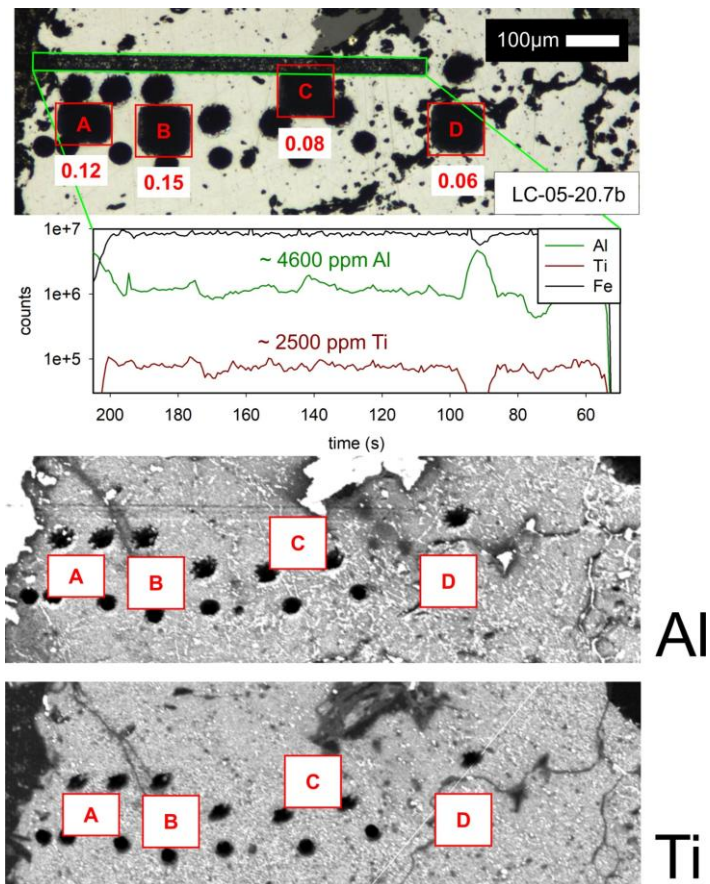 100µm
A
B
C
D
0.12
0.15
0.08
0.06
LC-05-20.7b
1e+7
1e+6
1e+5
counts
~ 4600 ppm Al
~ 2500 ppm Ti
Al
Ti
Fe
200 180 160 140 120 100 80 60
time (s)
A
B
C
D
Al
A
B
C
D
Ti